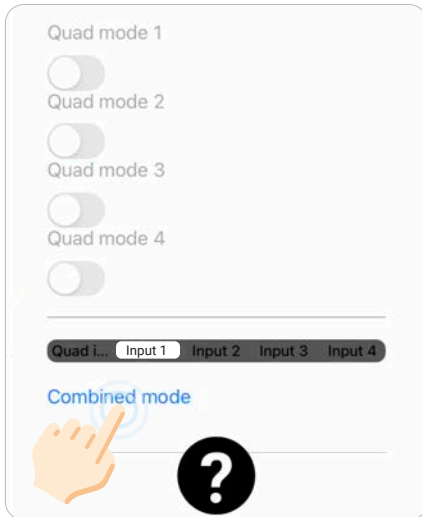 Quad mode 1
Quad mode 2
Quad mode 3
Quad mode 4
Quad i... Input 1 Input 2 Input 3 Input 4
Combined mode
?